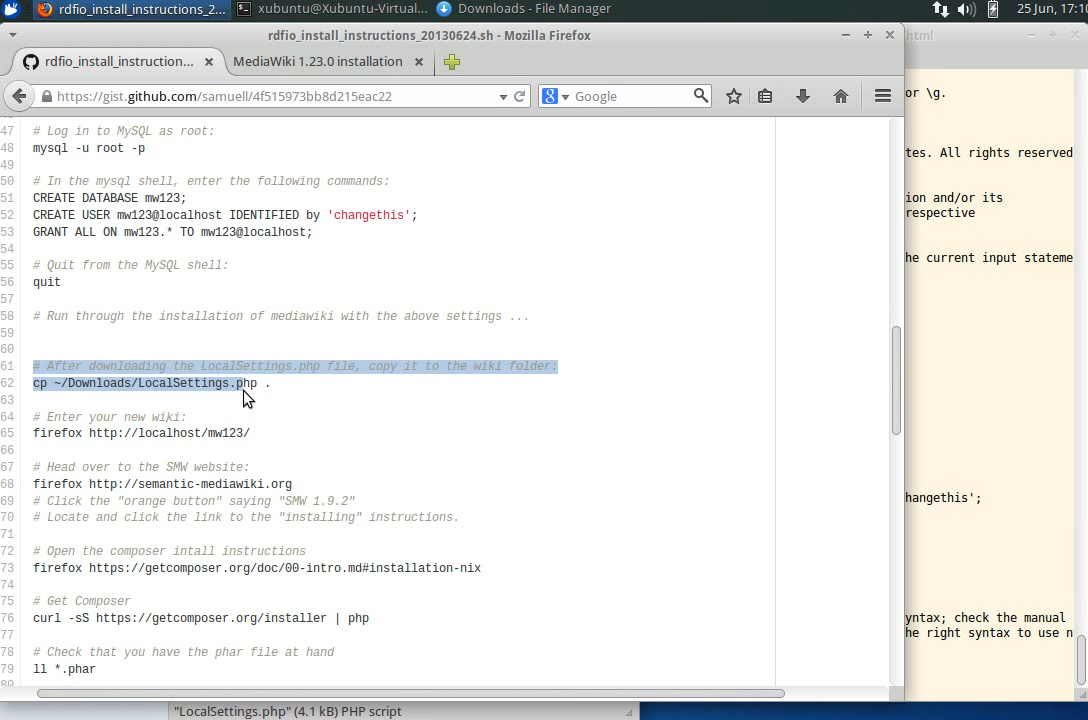 rdfio_install_instructions_2...
xubuntu@Xubuntu-Virtual...
Downloads - File Manager
25 Jun, 17:10
rdfio_install_instructions_20130624.sh - Mozilla Firefox
html
rdfio_install_instruction...
MediaWiki 1.23.0 installation
https://gist.github.com/samuell/4f515973bb8d215eac22
Google
47 # Log in to MySQL as root:
48 mysql -u root -p
49
50 # In the mysql shell, enter the following commands:
51 CREATE DATABASE mw123;
52 CREATE USER mw123@localhost IDENTIFIED by 'changethis';
53 GRANT ALL ON mw123.* TO mw123@localhost;
54
55 # Quit from the MySQL shell:
56 quit
57
58 # Run through the installation of mediawiki with the above settings ...
59
60
61 # After downloading the LocalSettings.php file, copy it to the wiki folder:
62 cp ~/Downloads/LocalSettings.php .
63
64 # Enter your new wiki:
65 firefox http://localhost/mw123/
66
67 # Head over to the SMW website:
68 firefox http://semantic-mediawiki.org
69 # Click the "orange button" saying "SMW 1.9.2"
70 # Locate and click the link to the "installing" instructions.
71
72 # Open the composer intall instructions
73 firefox https://getcomposer.org/doc/00-intro.md#installation-nix
74
75 # Get Composer
76 curl -sS https://getcomposer.org/installer | php
77
78 # Check that you have the phar file at hand
79 ll *.phar
80
or \g.
tes. All rights reserved
ion and/or its
respective
he current input stateme
hangethis';
yntax; check the manual
he right syntax to use n
"LocalSettings.php" (4.1 kB) PHP script